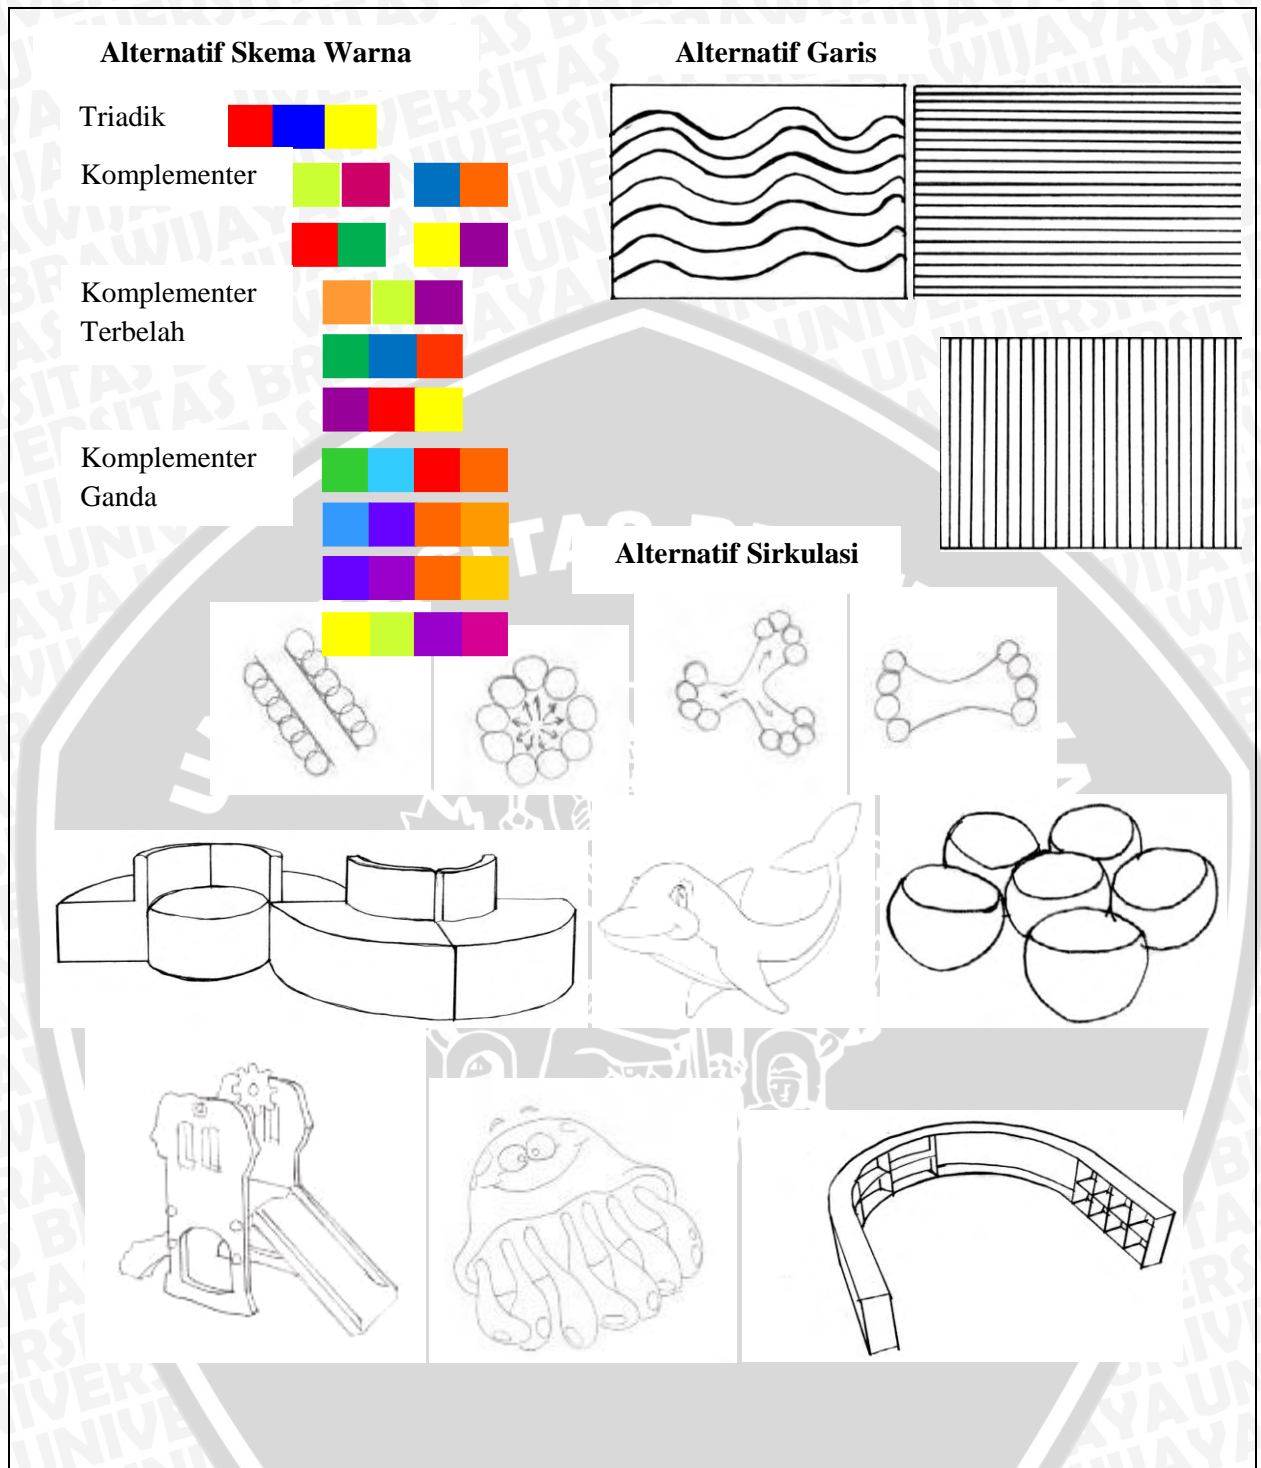 Alternatif Skema Warna
Triadik
Komplementer
Komplementer
Terbelah
Komplementer
Ganda
Alternatif Garis
Alternatif Sirkulasi